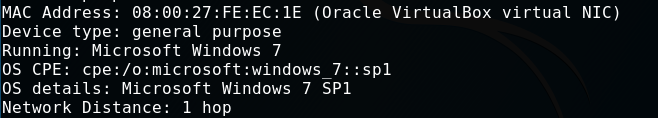 MAC Address: 08:00:27:FE:EC:1E (Oracle VirtualBox virtual NIC)
Device type: general purpose
Running: Microsoft Windows 7
OS CPE: cpe:/o:microsoft:windows_7::sp1
OS details: Microsoft Windows 7 SP1
Network Distance: 1 hop